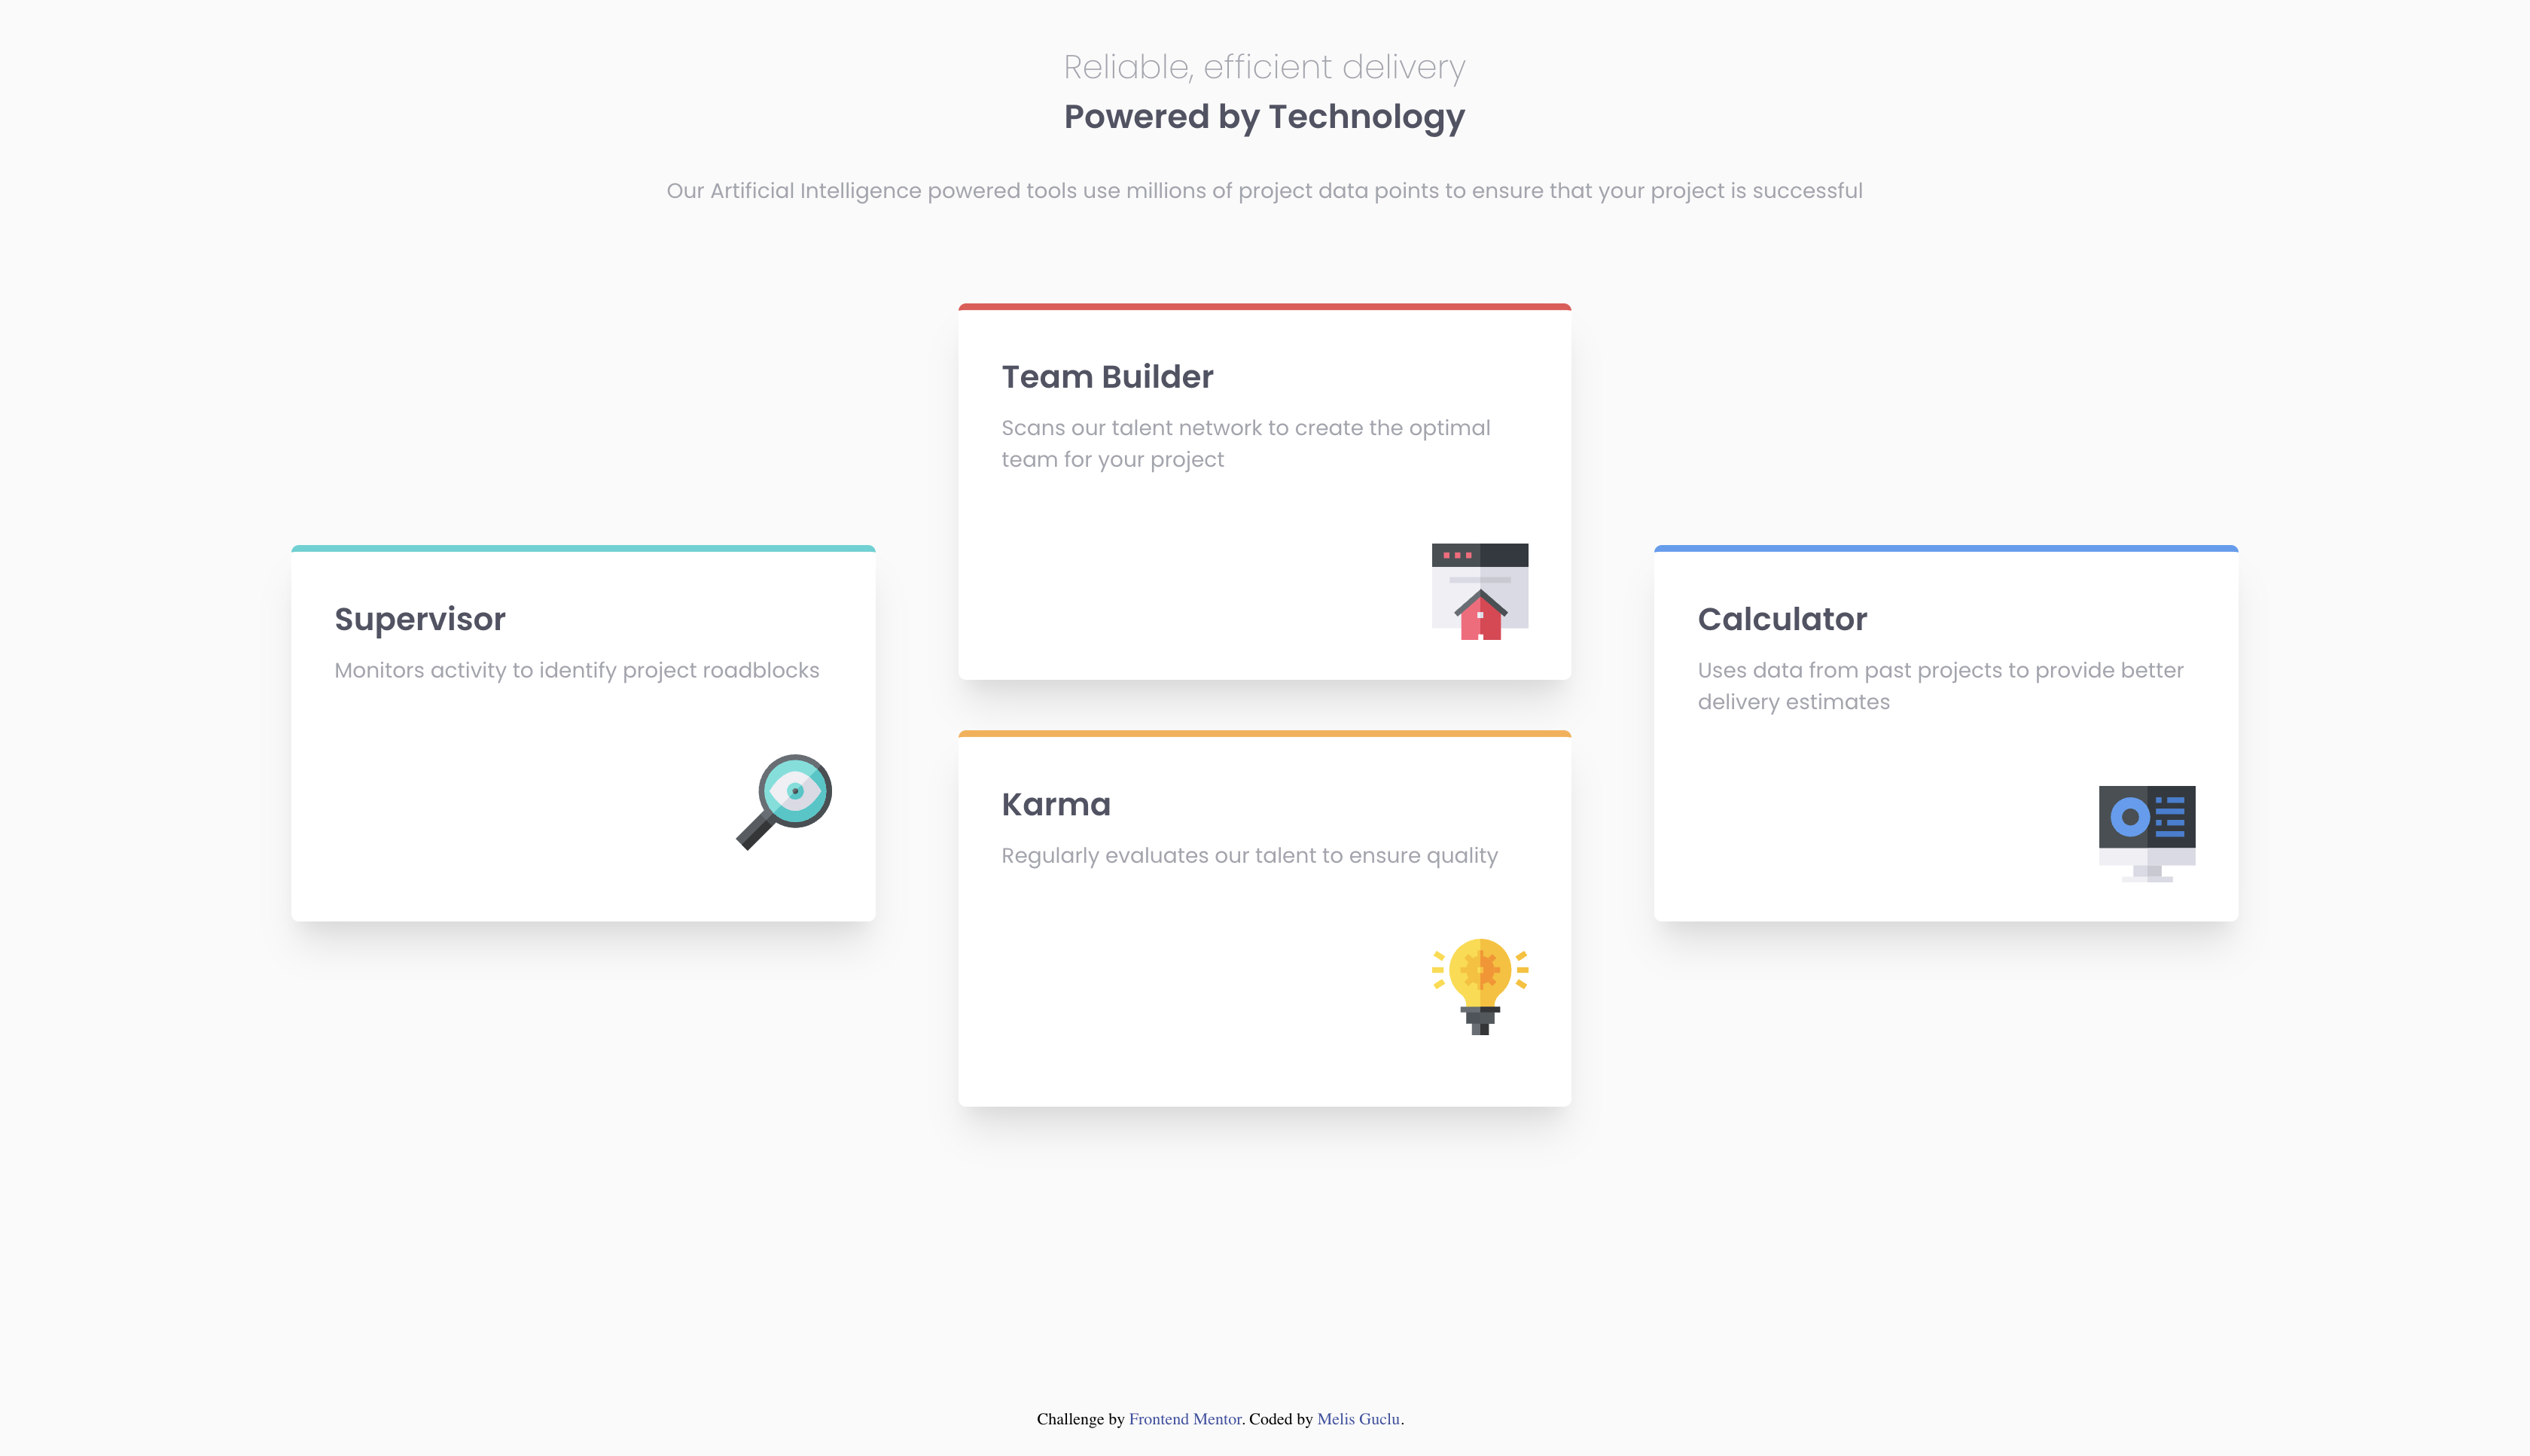 Reliable, efficient delivery
Powered by Technology
Our Artificial Intelligence powered tools use millions of project data points to ensure that your project is successful
Supervisor
Monitors activity to identify project roadblocks
Team Builder
Scans our talent network to create the optimal
team for your project
Karma
Regularly evaluates our talent to ensure quality
Calculator
Uses data from past projects to provide better
delivery estimates
Challenge by Frontend Mentor. Coded by Melis Guclu.